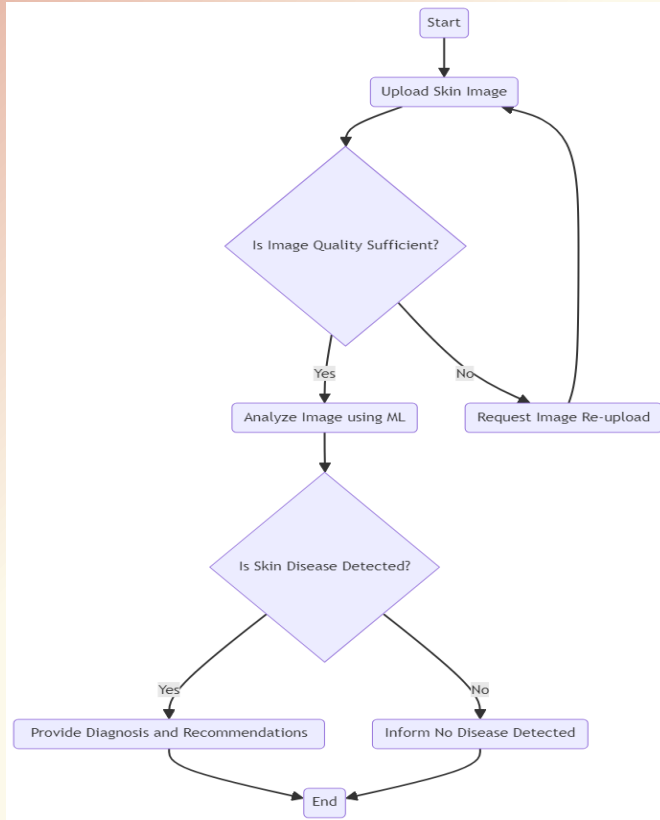 Start
Upload Skin Image
Is Image Quality Sufficient?
Yes
No
Analyze Image using ML
Request Image Re-upload
Is Skin Disease Detected?
Yes
No
Provide Diagnosis and Recommendations
Inform No Disease Detected
End